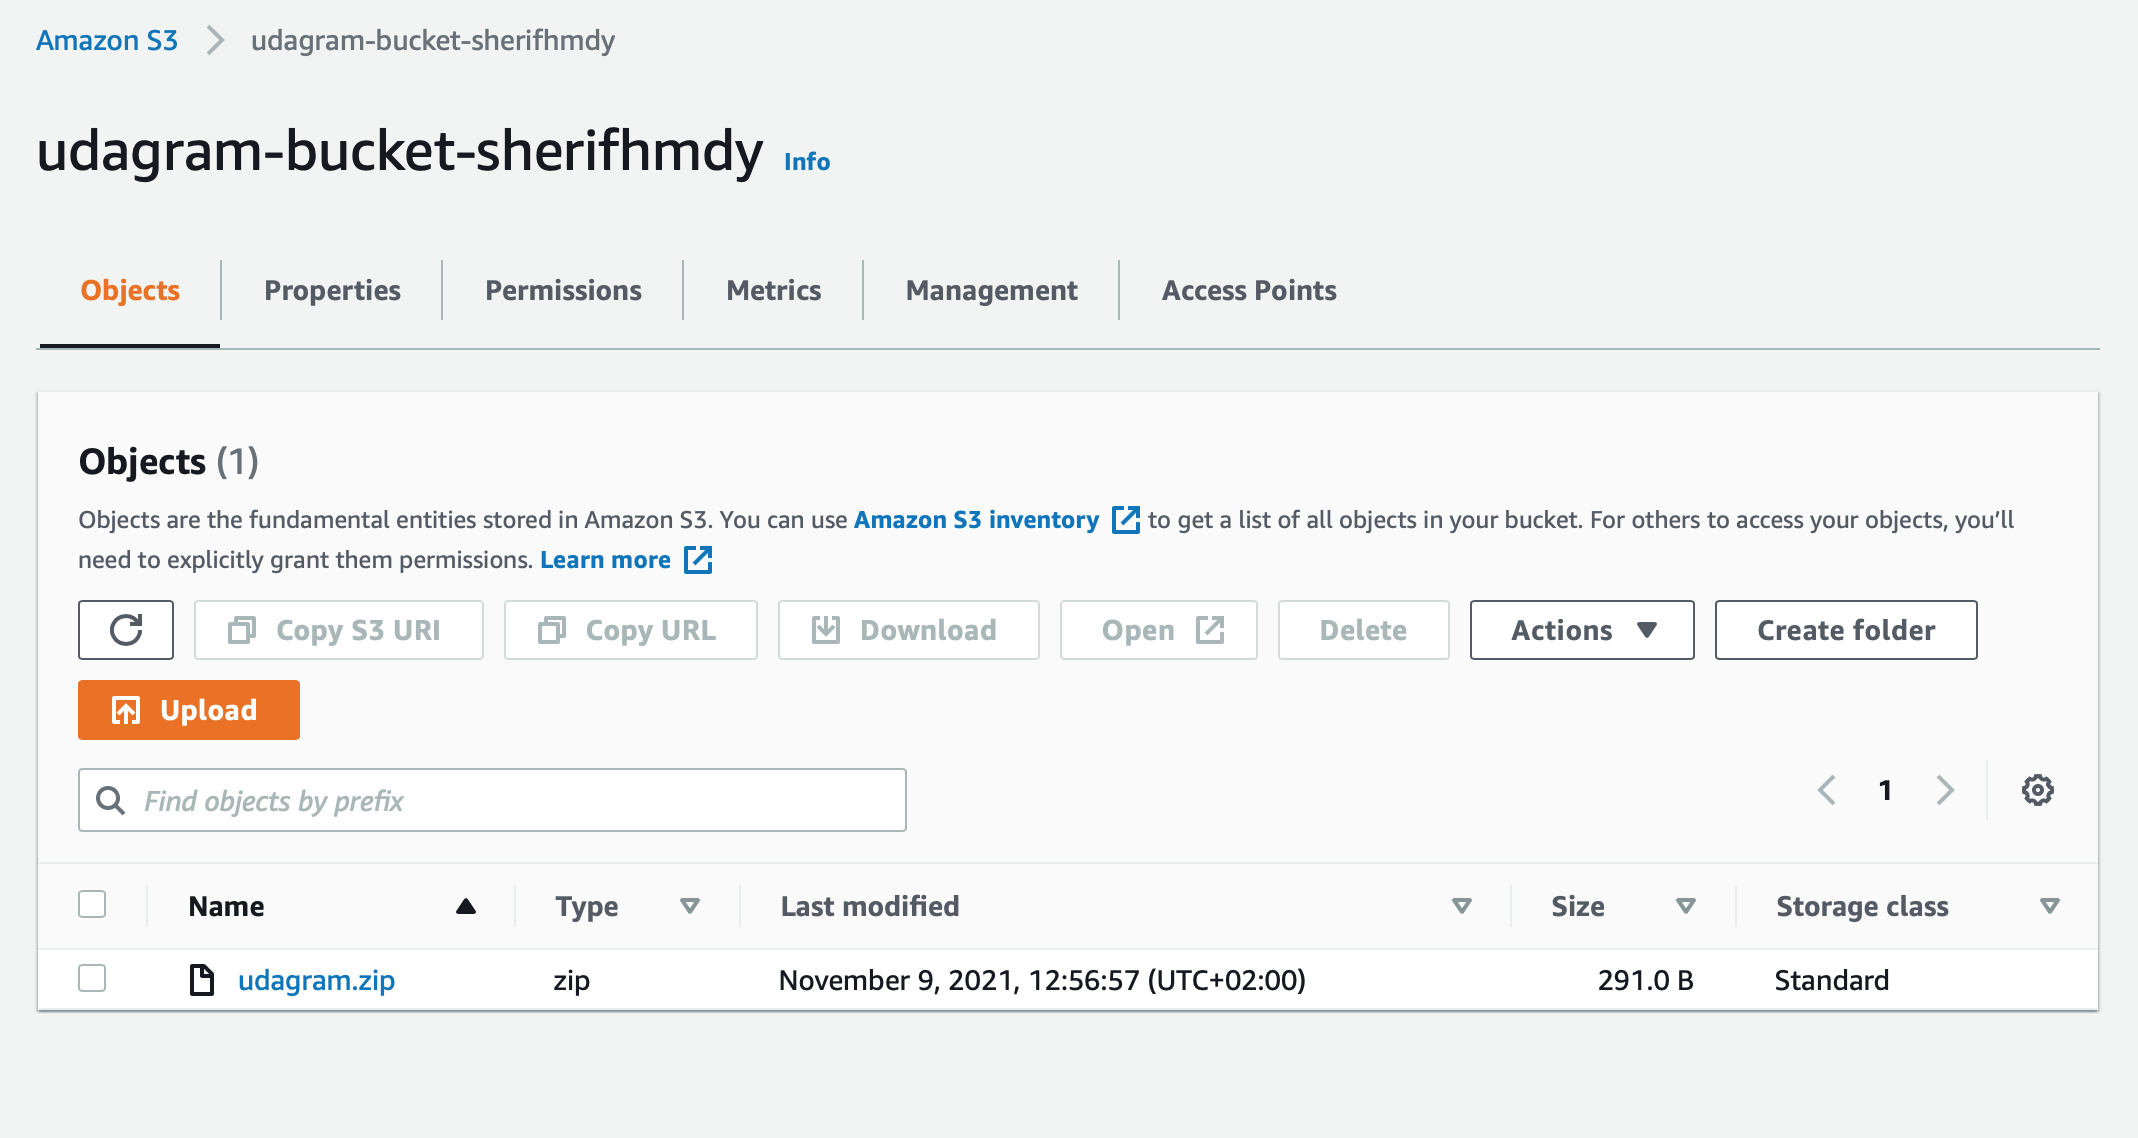 Amazon S3 udagram-bucket-sherifhmdy
udagram-bucket-sherifhmdy Info
Objects Properties Permissions Metrics Management Access Points
Objects (1)
Objects are the fundamental entities stored in Amazon S3. You can use Amazon S3 inventory to get a list of all objects in your bucket. For others to access your objects, you’ll
need to explicitly grant them permissions. Learn more
Copy S3 URI Copy URL Download Open Delete Actions Create folder
Upload
Find objects by prefix 1
Name Type Last modified Size Storage class
udagram.zip zip November 9, 2021, 12:56:57 (UTC+02:00) 291.0 B Standard